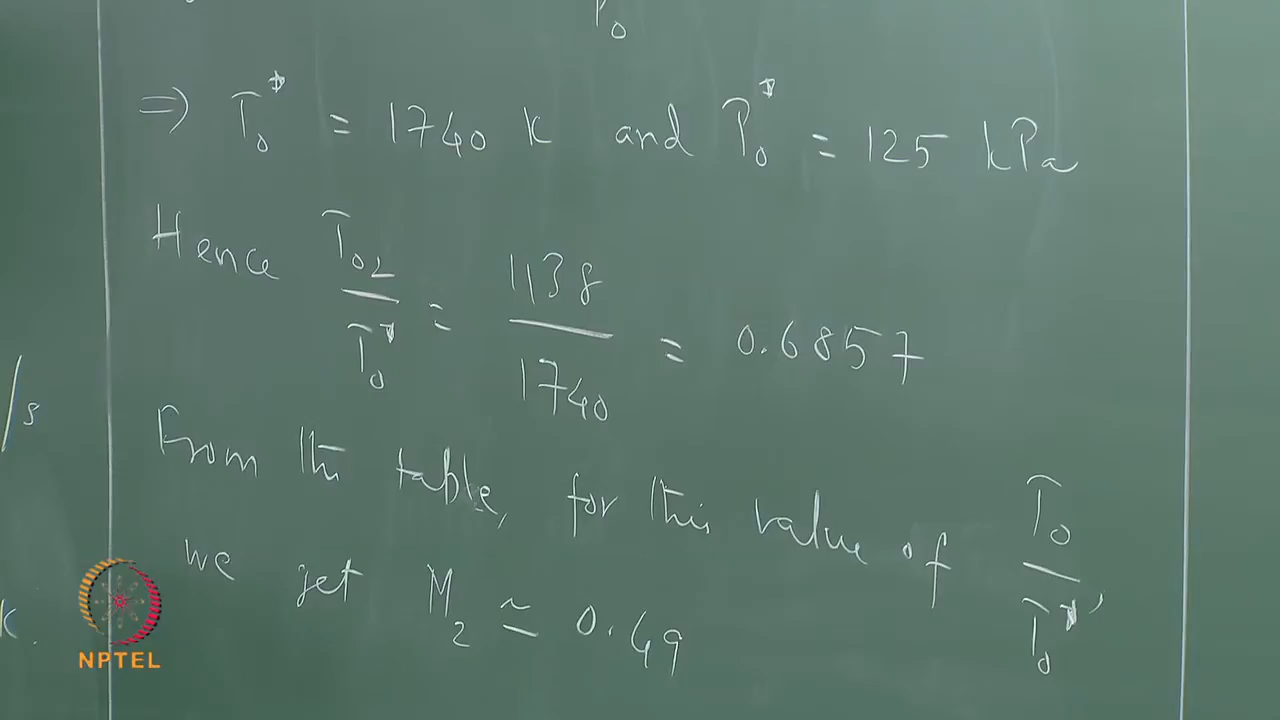 P₀
⇒ T₀* = 1740 K and P₀* = 125 kPa
Hence T₀₂/T₀* = 1138/1740 = 0.6857
/s
From the table, for this value of T₀/T₀*,
we get M₂ ≃ 0.49
K.
NPTEL